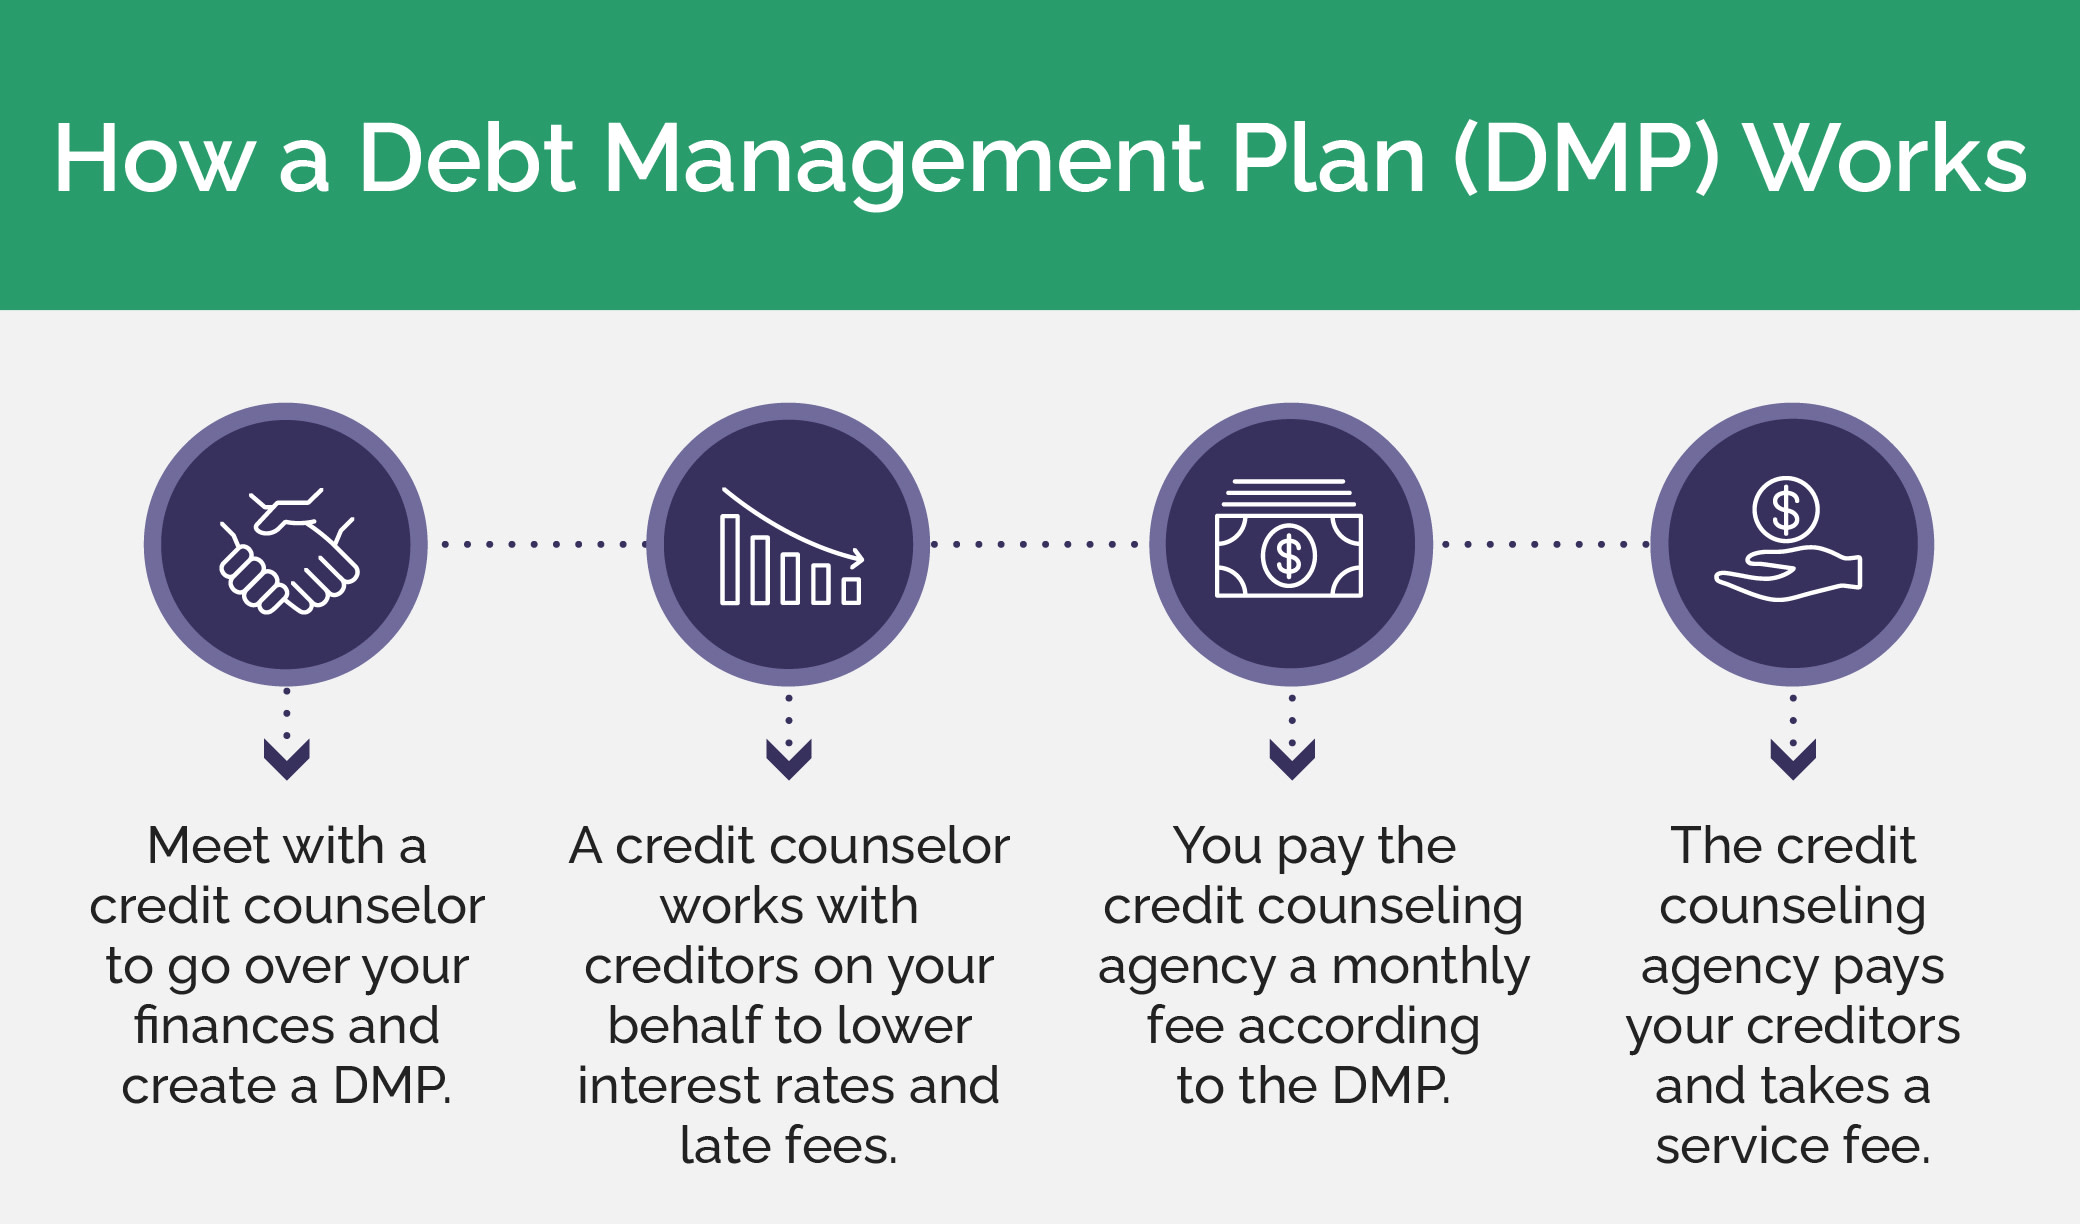 How a Debt Management Plan (DMP) Works
Meet with a
credit counselor
to go over your
finances and
create a DMP.
A credit counselor
works with
creditors on your
behalf to lower
interest rates and
late fees.
You pay the
credit counseling
agency a monthly
fee according
to the DMP.
The credit
counseling
agency pays
your creditors
and takes a
service fee.